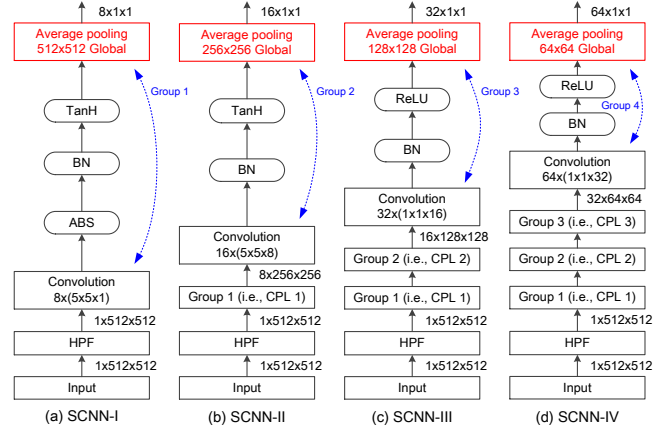 8x1x1
Average pooling
512x512 Global
Group 1
TanH
BN
ABS
Convolution
8x(5x5x1)
1x512x512
HPF
1x512x512
Input
(a) SCNN-I
16x1x1
Average pooling
256x256 Global
Group 2
TanH
BN
Convolution
16x(5x5x8)
8x256x256
Group 1 (i.e., CPL 1)
1x512x512
HPF
1x512x512
Input
(b) SCNN-II
32x1x1
Average pooling
128x128 Global
Group 3
ReLU
BN
Convolution
32x(1x1x16)
16x128x128
Group 2 (i.e., CPL 2)
Group 1 (i.e., CPL 1)
1x512x512
HPF
1x512x512
Input
(c) SCNN-III
64x1x1
Average pooling
64x64 Global
ReLU
Group 4
BN
Convolution
64x(1x1x32)
32x64x64
Group 3 (i.e., CPL 3)
Group 2 (i.e., CPL 2)
Group 1 (i.e., CPL 1)
1x512x512
HPF
1x512x512
Input
(d) SCNN-IV